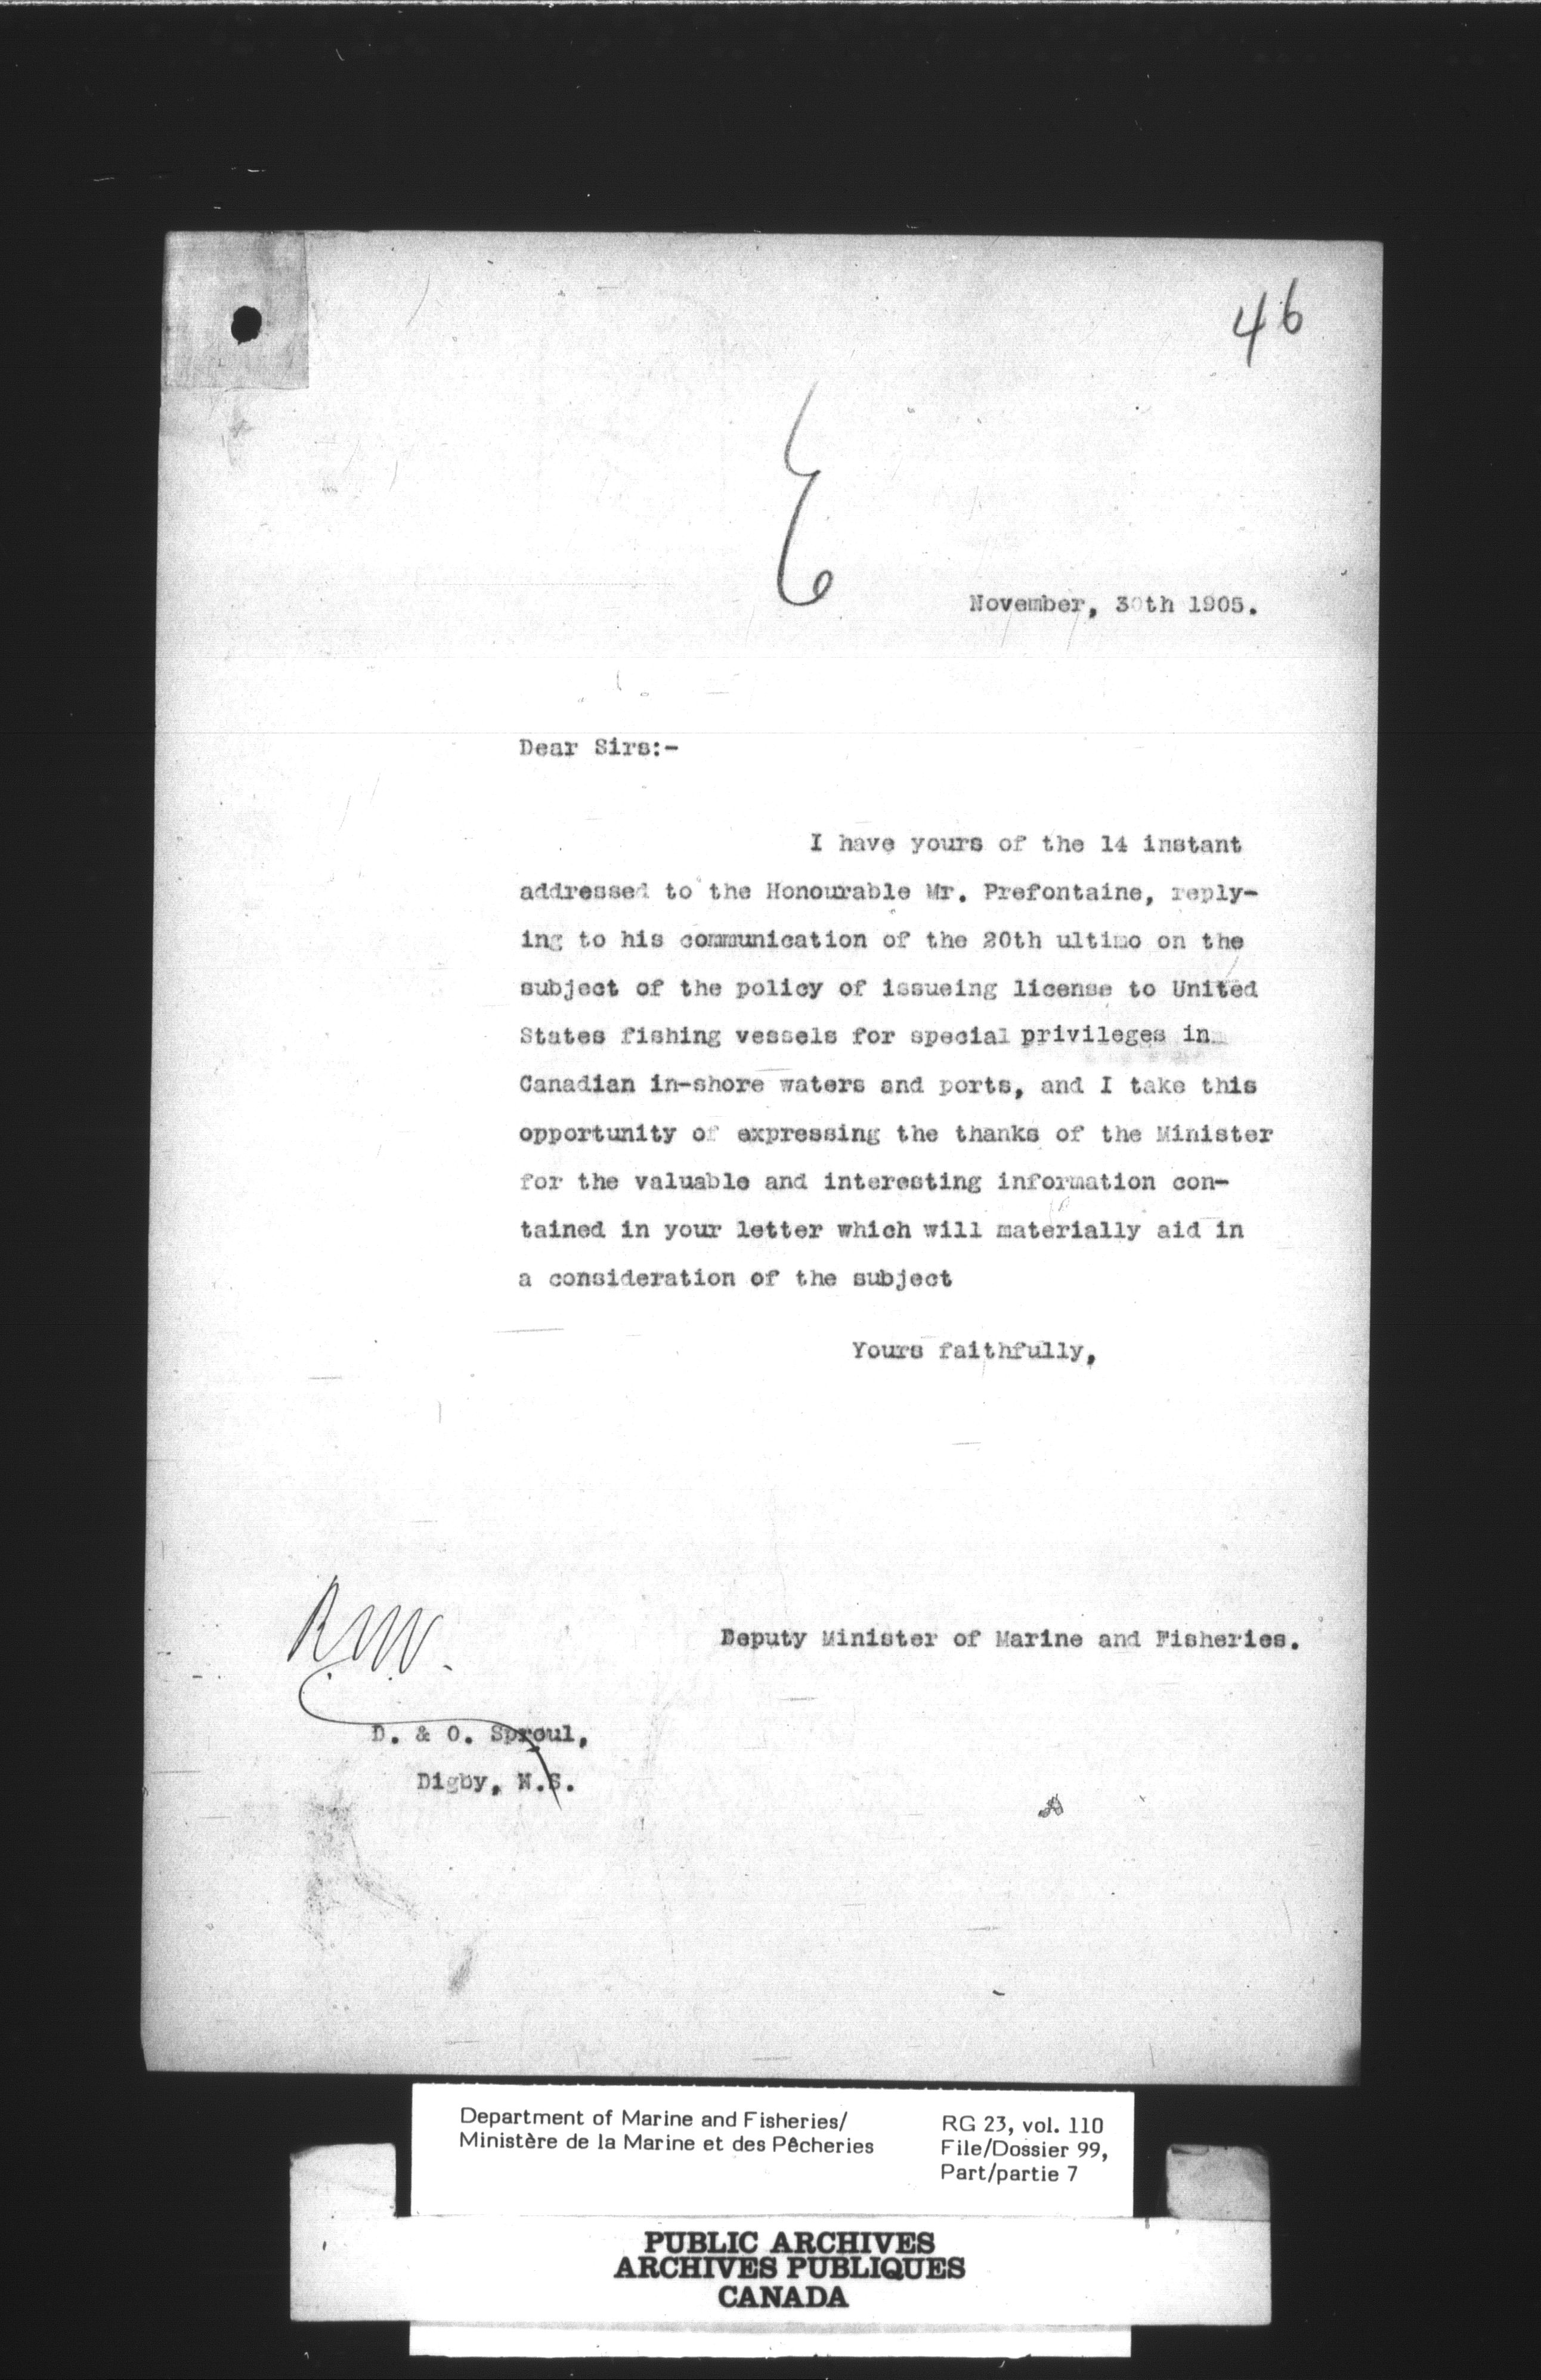 46
E
November, 30th 1905.
Dear Sirs:-
I have yours of the 14 instant
addressed to the Honourable Mr. Prefontaine, reply-
ing to his communication of the 20th ultimo on the
subject of the policy of issueing license to United
States fishing vessels for special privileges in
Canadian in-shore waters and ports, and I take this
opportunity of expressing the thanks of the Minister
for the valuable and interesting information con-
tained in your letter which will materially aid in
a consideration of the subject
Yours faithfully,
Deputy Minister of Marine and Fisheries.
D. & O. Sproul,
Digby, N.S.
Department of Marine and Fisheries/
Ministère de la Marine et des Pêcheries
RG 23, vol. 110
File/Dossier 99,
Part/partie 7
PUBLIC ARCHIVES
ARCHIVES PUBLIQUES
CANADA